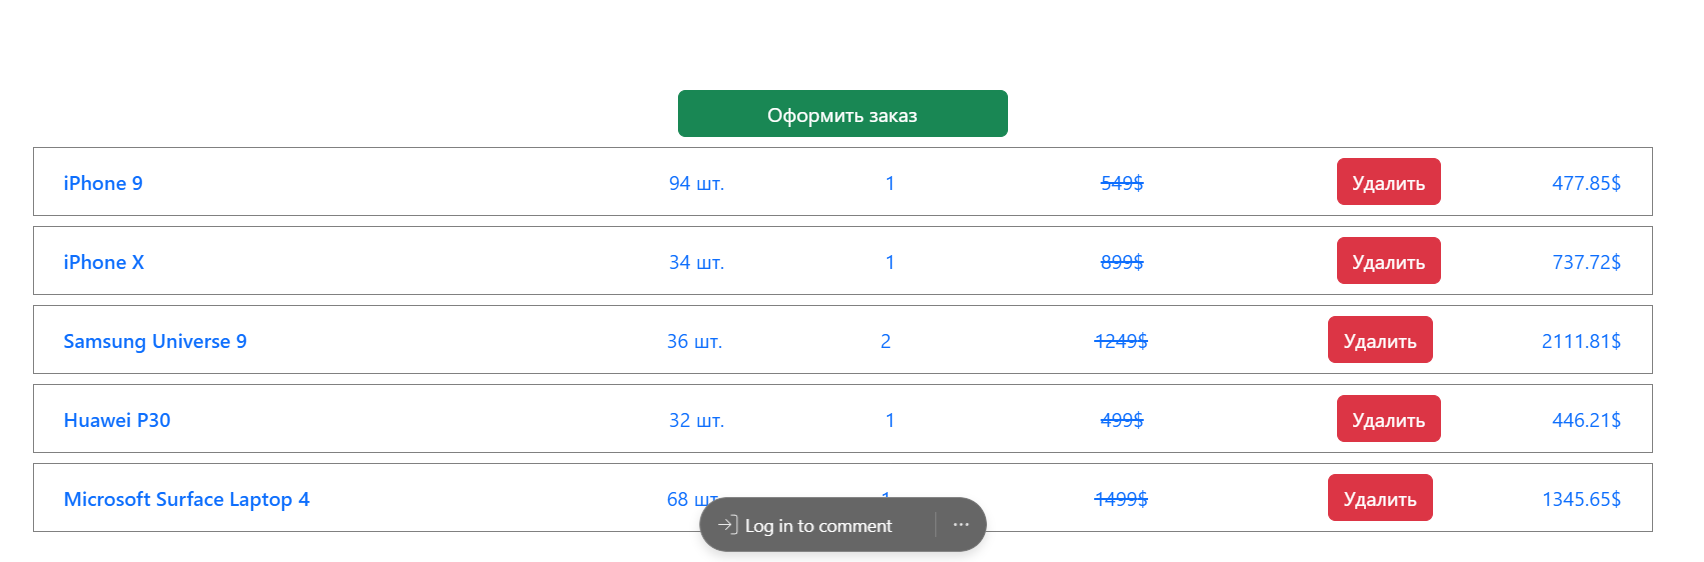 Оформить заказ
iPhone 9 94 шт. 1 549$ Удалить 477.85$
iPhone X 34 шт. 1 899$ Удалить 737.72$
Samsung Universe 9 36 шт. 2 1249$ Удалить 2111.81$
Huawei P30 32 шт. 1 499$ Удалить 446.21$
Microsoft Surface Laptop 4 68 шт. 1 1499$ Удалить 1345.65$
Log in to comment